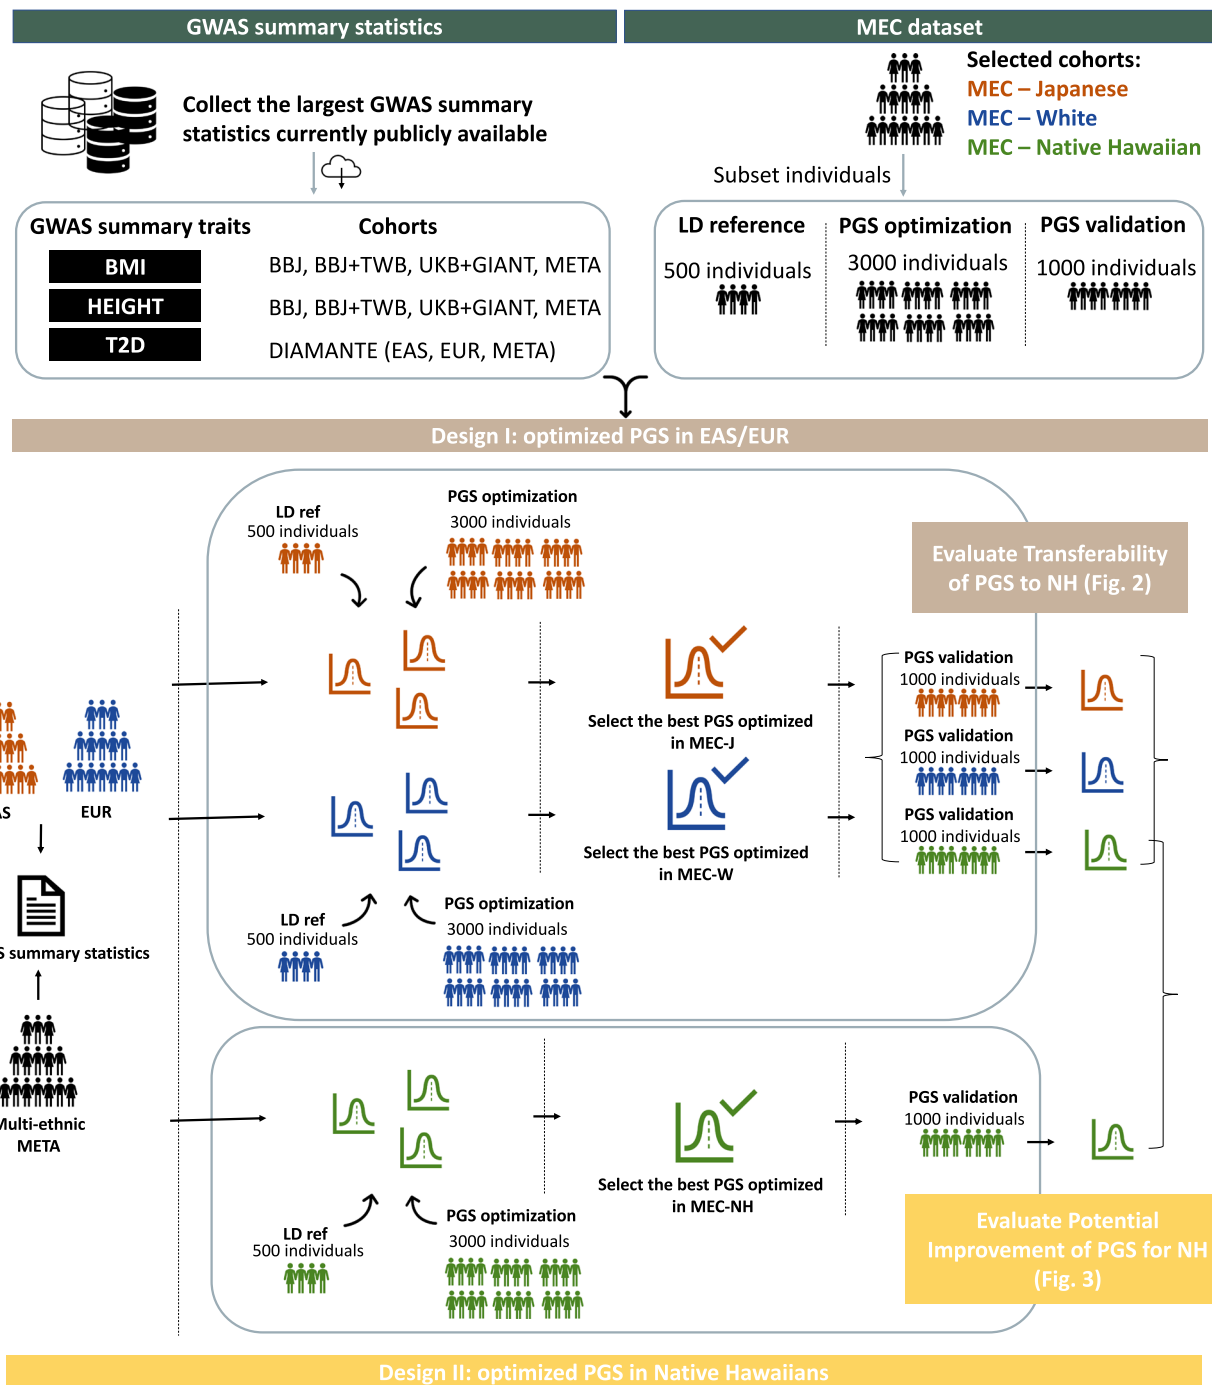 GWAS summary statistics
MEC dataset
Collect the largest GWAS summary
statistics currently publicly available
Selected cohorts:
MEC – Japanese
MEC – White
MEC – Native Hawaiian
Subset individuals
GWAS summary traits
Cohorts
BMI
BBJ, BBJ+TWB, UKB+GIANT, META
HEIGHT
BBJ, BBJ+TWB, UKB+GIANT, META
T2D
DIAMANTE (EAS, EUR, META)
LD reference
500 individuals
PGS optimization
3000 individuals
PGS validation
1000 individuals
Design I: optimized PGS in EAS/EUR
LD ref
500 individuals
PGS optimization
3000 individuals
Evaluate Transferability
of PGS to NH (Fig. 2)
Select the best PGS optimized
in MEC-J
PGS validation
1000 individuals
PGS validation
1000 individuals
PGS validation
1000 individuals
AS
EUR
Select the best PGS optimized
in MEC-W
LD ref
500 individuals
PGS optimization
3000 individuals
S summary statistics
Multi-ethnic
META
Select the best PGS optimized
in MEC-NH
PGS validation
1000 individuals
LD ref
500 individuals
PGS optimization
3000 individuals
Evaluate Potential
Improvement of PGS for NH
(Fig. 3)
Design II: optimized PGS in Native Hawaiians